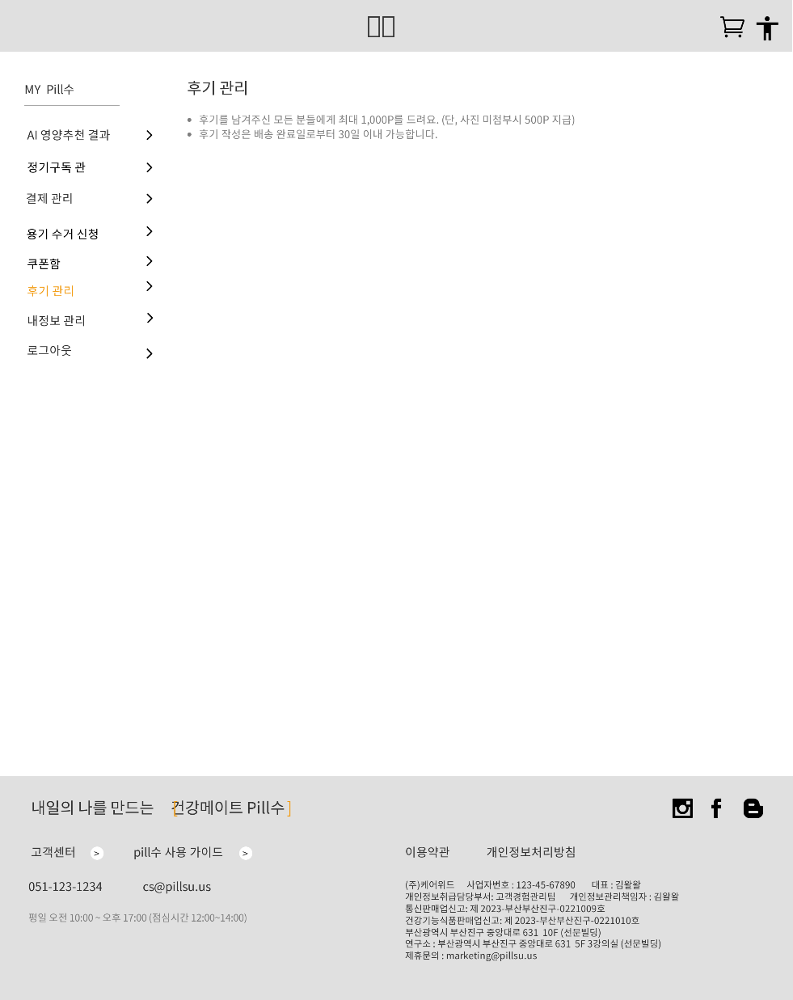 MY Pill수
AI 영양추천 결과
정기구독 관
결제 관리
용기 수거 신청
쿠폰함
후기 관리
내정보 관리
로그아웃
후기 관리
• 후기를 남겨주신 모든 분들에게 최대 1,000P를 드려요. (단, 사진 미첨부시 500P 지급)
• 후기 작성은 배송 완료일로부터 30일 이내 가능합니다.
내일의 나를 만드는 [건강메이트 Pill수]
고객센터 > pill수 사용 가이드 >
051-123-1234 cs@pillsu.us
평일 오전 10:00 ~ 오후 17:00 (점심시간 12:00~14:00)
이용약관 개인정보처리방침
(주)케어위드 사업자번호 : 123-45-67890 대표 : 김왈왈
개인정보취급담당부서: 고객경험관리팀 개인정보관리책임자 : 김왈왈
통신판매업신고: 제 2023-부산부산진구-0221009호
건강기능식품판매업신고: 제 2023-부산부산진구-0221010호
부산광역시 부산진구 중앙대로 631 10F (선문빌딩)
연구소 : 부산광역시 부산진구 중앙대로 631 5F 3강의실 (선문빌딩)
제휴문의 : marketing@pillsu.us